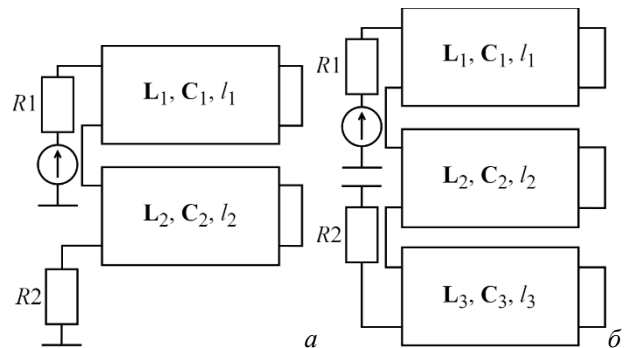 R1
L₁, C₁, l₁
L₂, C₂, l₂
R2
а
R1
L₁, C₁, l₁
L₂, C₂, l₂
R2
L₃, C₃, l₃
б